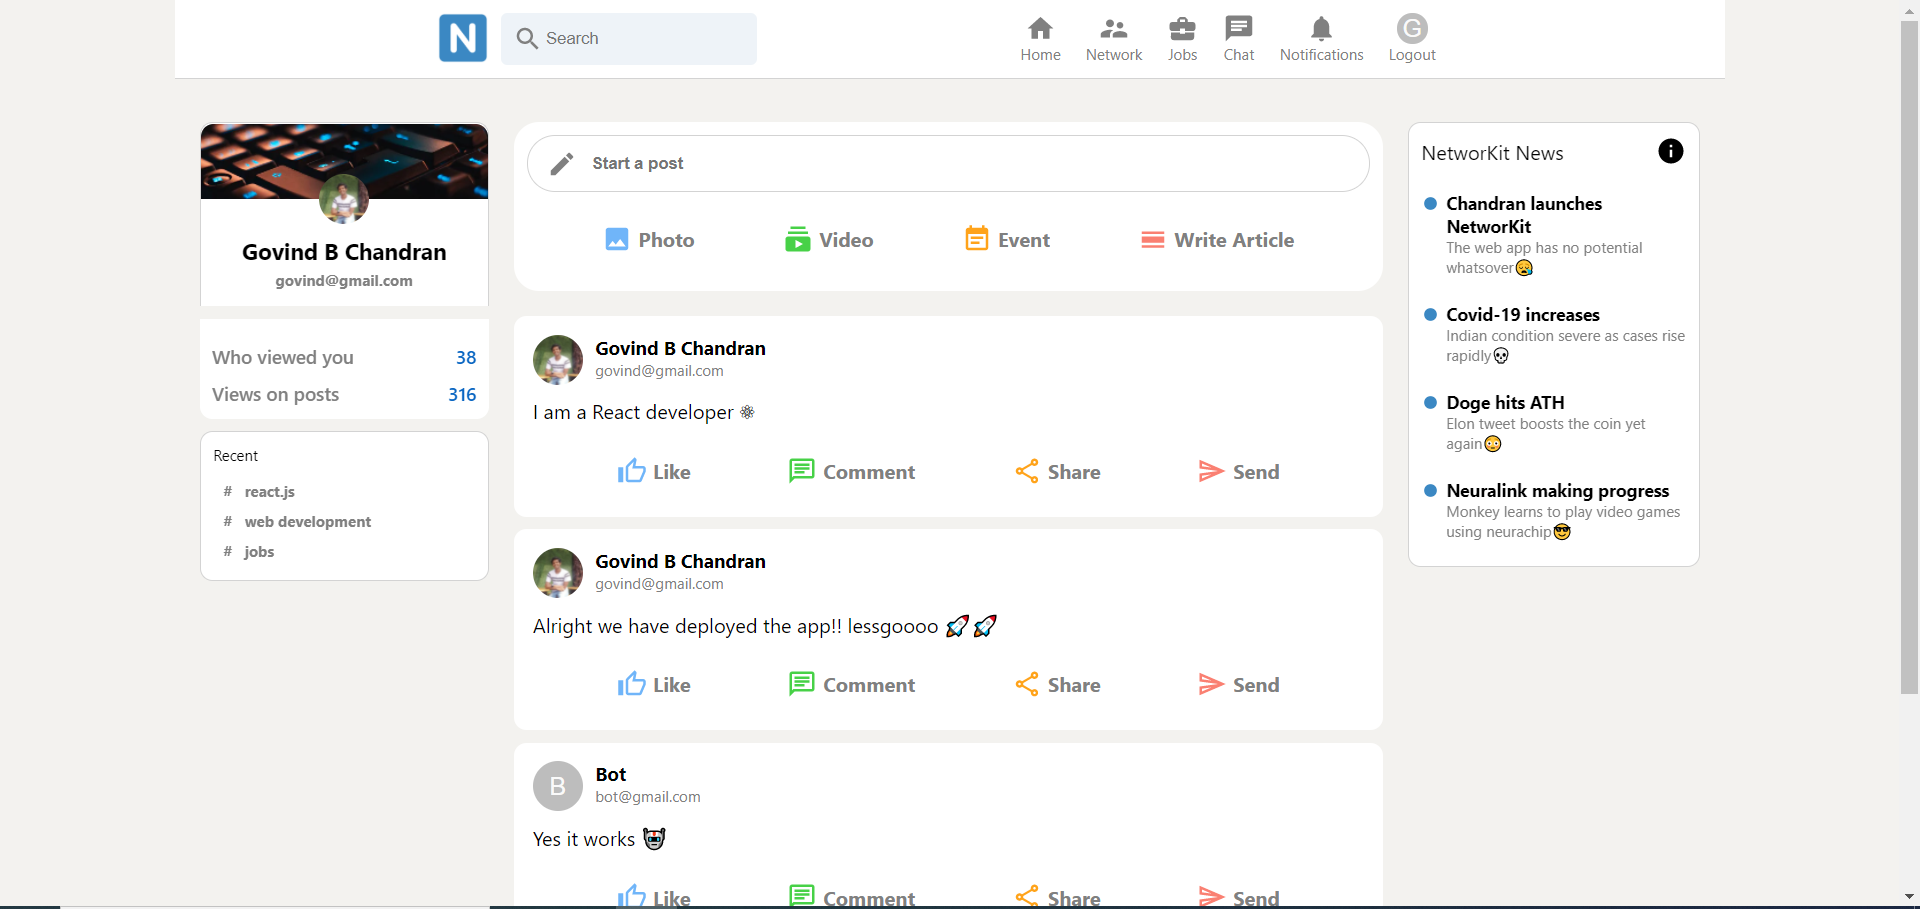 N
Search
Home
Network
Jobs
Chat
Notifications
G
Logout
Govind B Chandran
govind@gmail.com
Who viewed you 38
Views on posts 316
Recent
# react.js
# web development
# jobs
Start a post
Photo
Video
Event
Write Article
Govind B Chandran
govind@gmail.com
I am a React developer ⚛
Like
Comment
Share
Send
Govind B Chandran
govind@gmail.com
Alright we have deployed the app!! lessgoooo 🚀🚀
Like
Comment
Share
Send
B
Bot
bot@gmail.com
Yes it works 🤖
Like
Comment
Share
Send
NetworKit News
Chandran launches
NetworKit
The web app has no potential
whatsover😪
Covid-19 increases
Indian condition severe as cases rise
rapidly💀
Doge hits ATH
Elon tweet boosts the coin yet
again😳
Neuralink making progress
Monkey learns to play video games
using neurachip😎